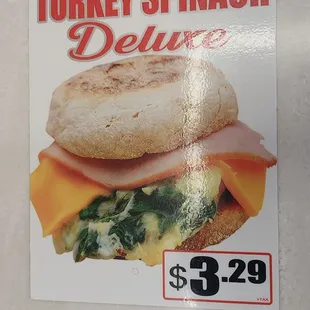 TURKEY SPINACH
Deluxe
$3.29